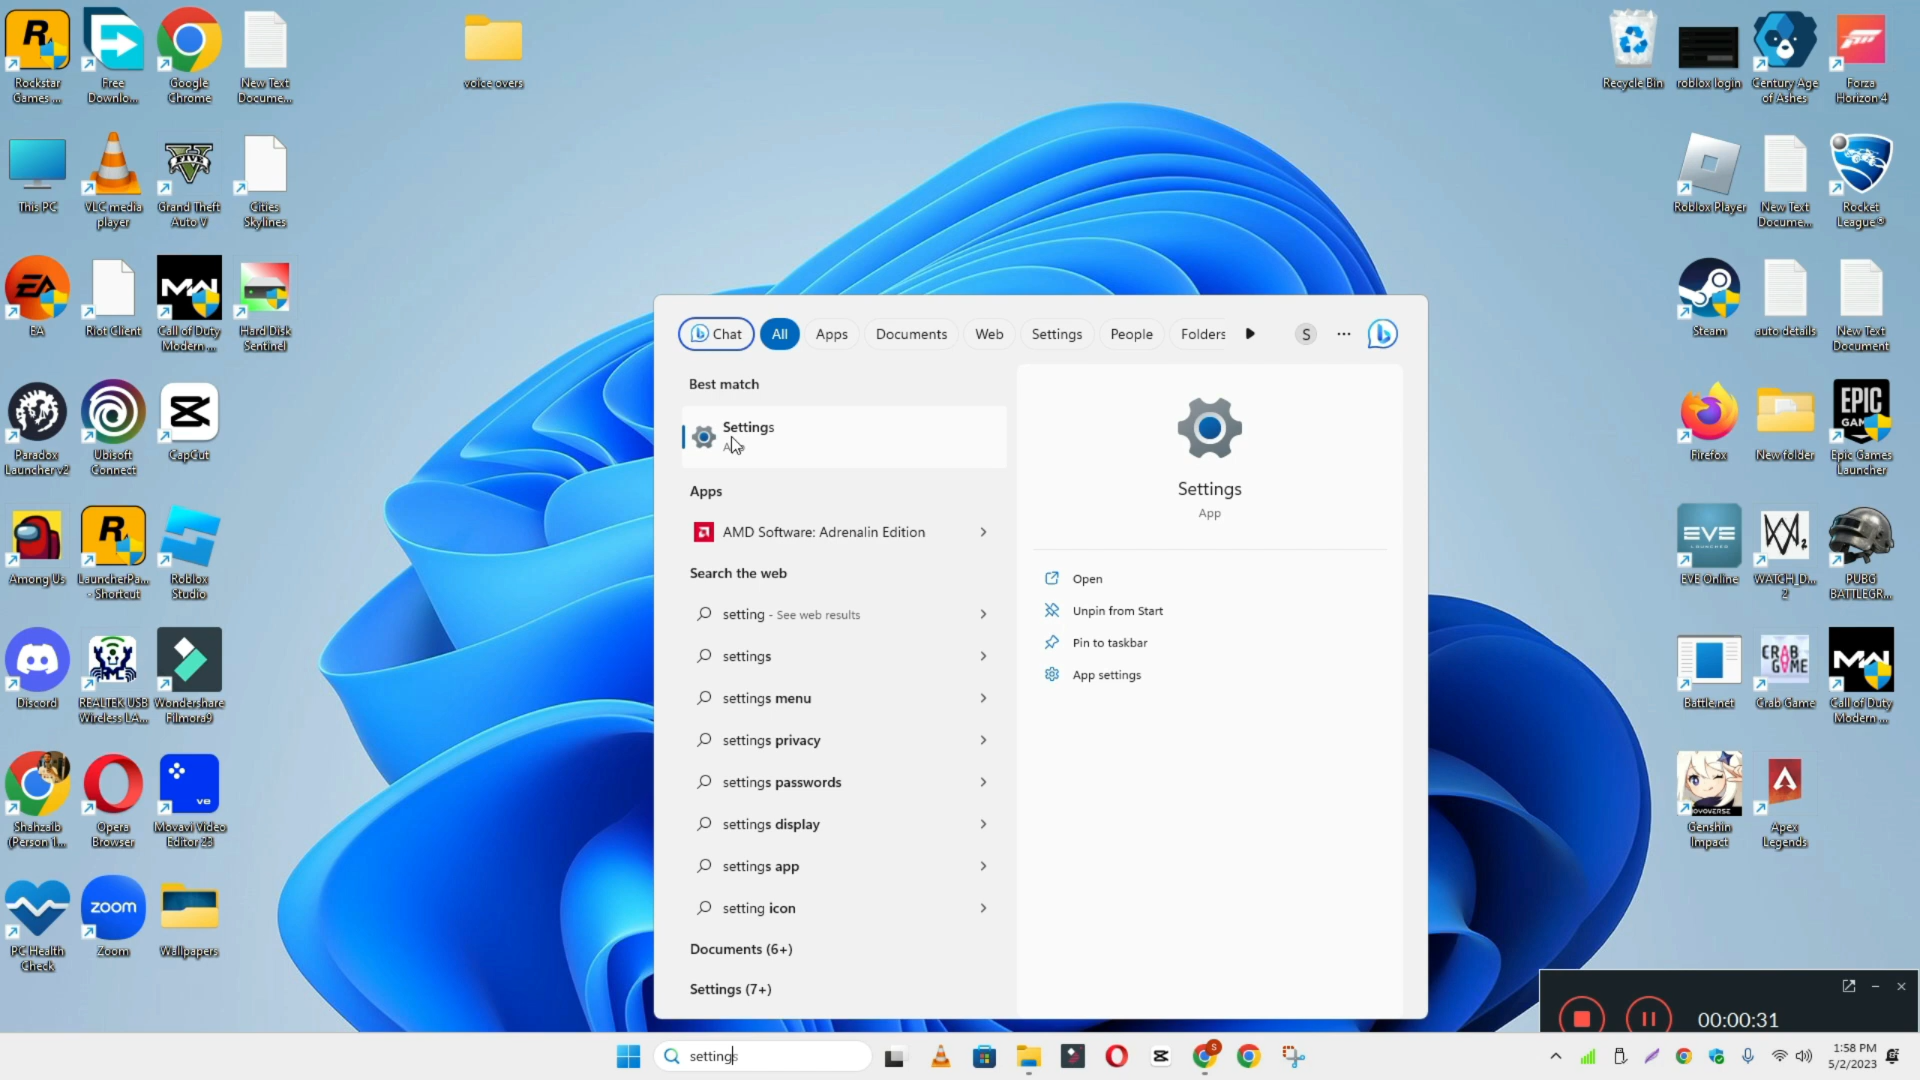 Rockstar
Games ...
Free
Downlo...
Google
Chrome
New Text
Docume...
voice overs
Recycle Bin
roblox login
Century Age
of Ashes
Forza
Horizon 4
This PC
VLC media
player
FIVE
Grand Theft
Auto V
Cities
Skylines
Roblox Player
New Text
Docume...
Rocket
League®
EA
Riot Client
Call of Duty
Modern ...
Hard Disk
Sentinel
Steam
auto details
New Text
Document
Paradox
Launcher v2
Ubisoft
Connect
CapCut
Firefox
New folder
EPIC
Epic Games
Launcher
Among Us
LauncherPa...
- Shortcut
Roblox
Studio
EVE
EVE Online
WATCH_D...
2
PUBG
BATTLEGR...
Discord
REALTEK USB
Wireless LA...
Wondershare
Filmora9
Battle.net
CRAB
GAME
Crab Game
Call of Duty
Modern ...
Shahzaib
(Person 1...
Opera
Browser
ve
Movavi Video
Editor 23
Genshin
Impact
Apex
Legends
PC Health
Check
zoom
Zoom
Wallpapers
Chat
All
Apps
Documents
Web
Settings
People
Folders
S
Best match
Settings
Apps
AMD Software: Adrenalin Edition
Search the web
setting - See web results
settings
settings menu
settings privacy
settings passwords
settings display
settings app
setting icon
Documents (6+)
Settings (7+)
Settings
App
Open
Unpin from Start
Pin to taskbar
App settings
00:00:31
settings
1:58 PM
5/2/2023